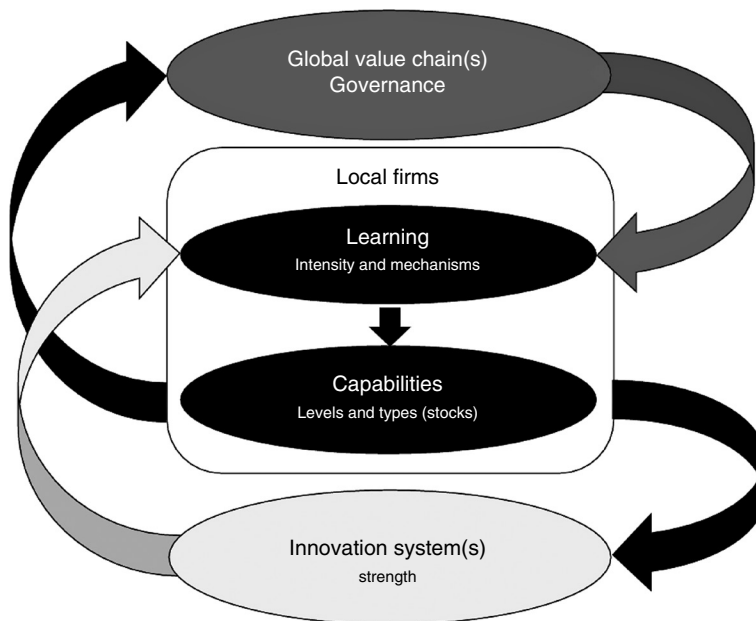 Global value chain(s)
Governance
Local firms
Learning
Intensity and mechanisms
Capabilities
Levels and types (stocks)
Innovation system(s)
strength